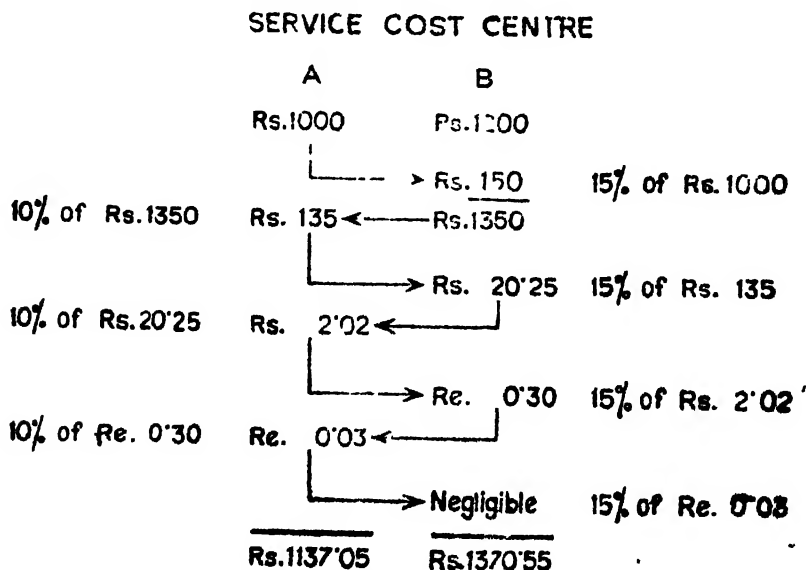 SERVICE COST CENTRE
A B
Rs.1000 Rs.1200
Rs. 150 15% of Rs.1000
10% of Rs.1350 Rs. 135 Rs.1350
Rs. 20·25 15% of Rs. 135
10% of Rs.20·25 Rs. 2·02
Re. 0·30 15% of Rs. 2·02
10% of Re. 0·30 Re. 0·03
Negligible 15% of Re. 0·03
Rs.1137·05 Rs.1370·55